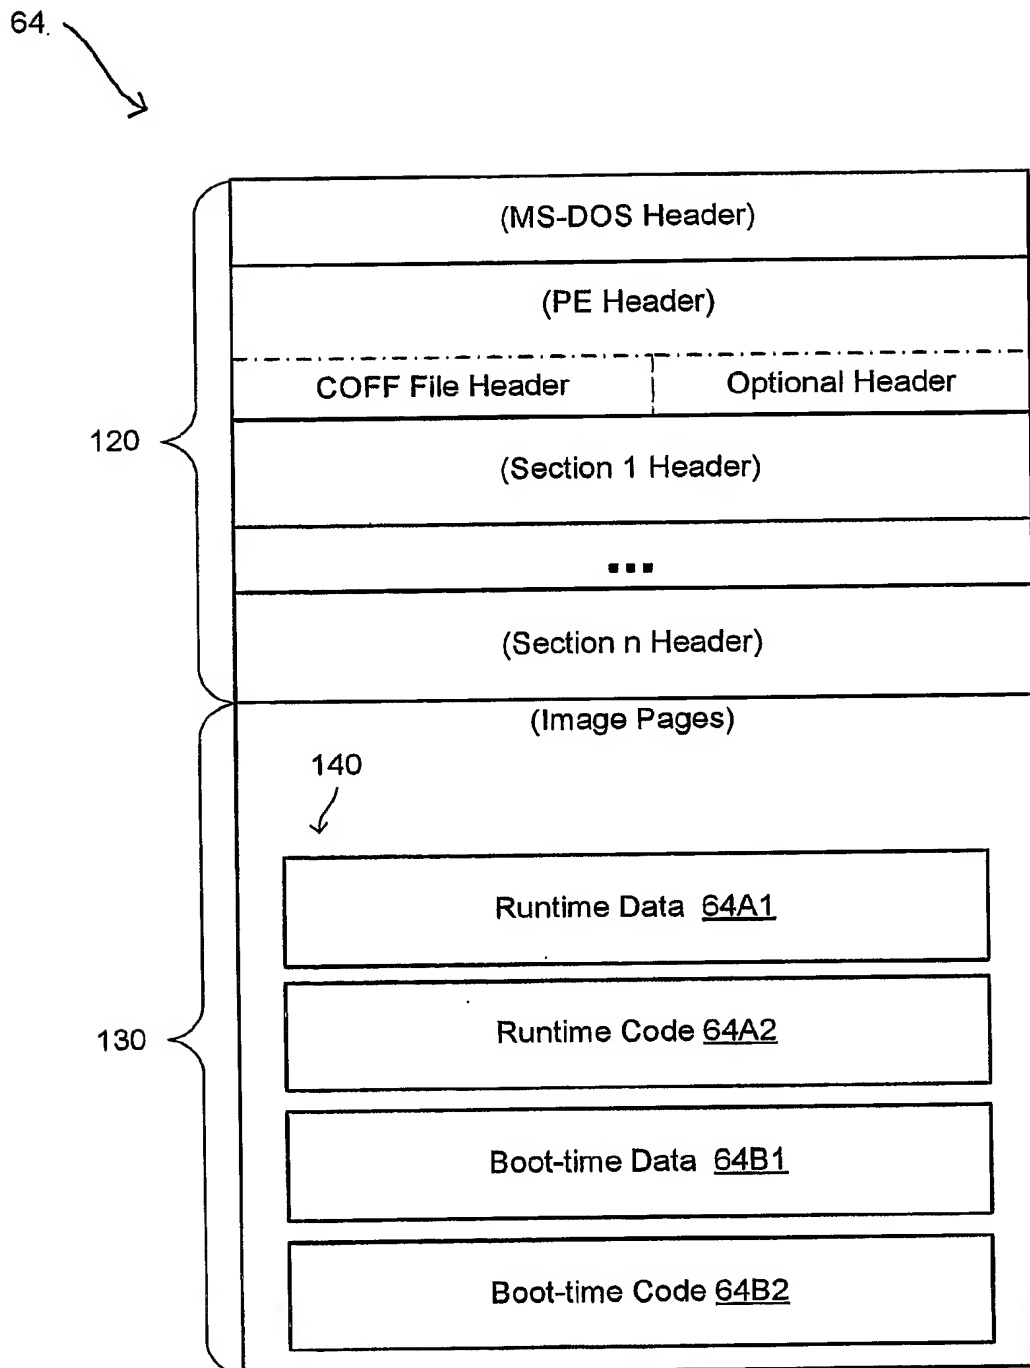 64.
(MS-DOS Header)
(PE Header)
COFF File Header Optional Header
120
(Section 1 Header)
...
(Section n Header)
(Image Pages)
140
Runtime Data 64A1
130
Runtime Code 64A2
Boot-time Data 64B1
Boot-time Code 64B2